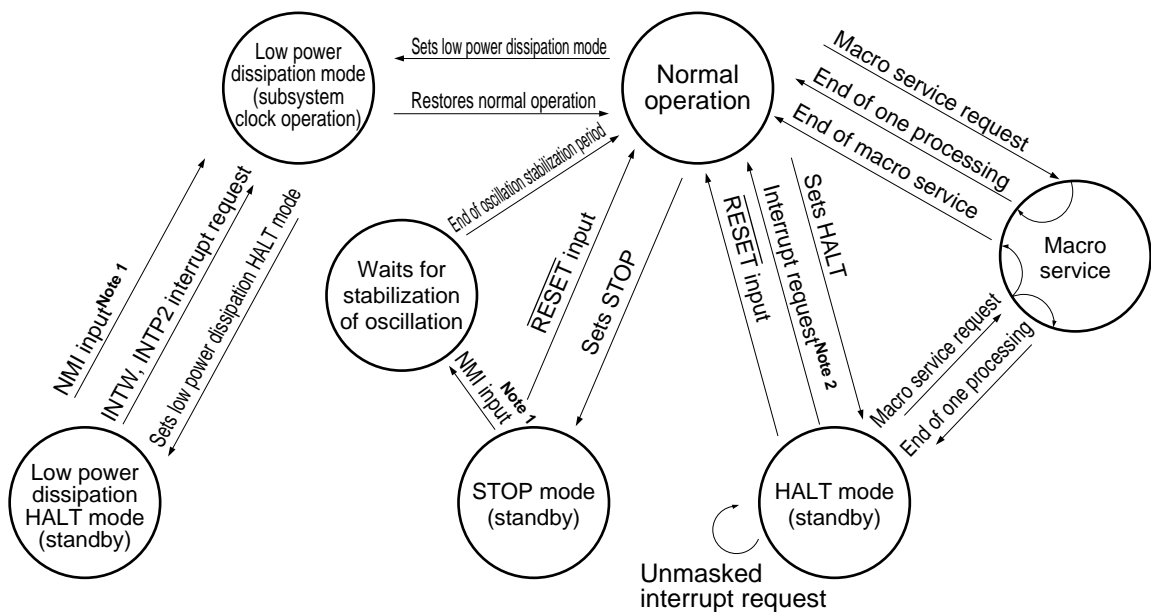 Low power
dissipation mode
(subsystem
clock operation)
Sets low power dissipation mode
Restores normal operation
Normal
operation
Macro service request
End of one processing
End of macro service
Macro
service
End of oscillation stabilization period
Waits for
stabilization
of oscillation
NMI input Note 1
INTW, INTP2 interrupt request
Sets low power dissipation HALT mode
Low power
dissipation
HALT mode
(standby)
NMI input Note 1
RESET input
Sets STOP
STOP mode
(standby)
RESET input
Interrupt request Note 2
Sets HALT
Macro service request
End of one processing
HALT mode
(standby)
Unmasked
interrupt request